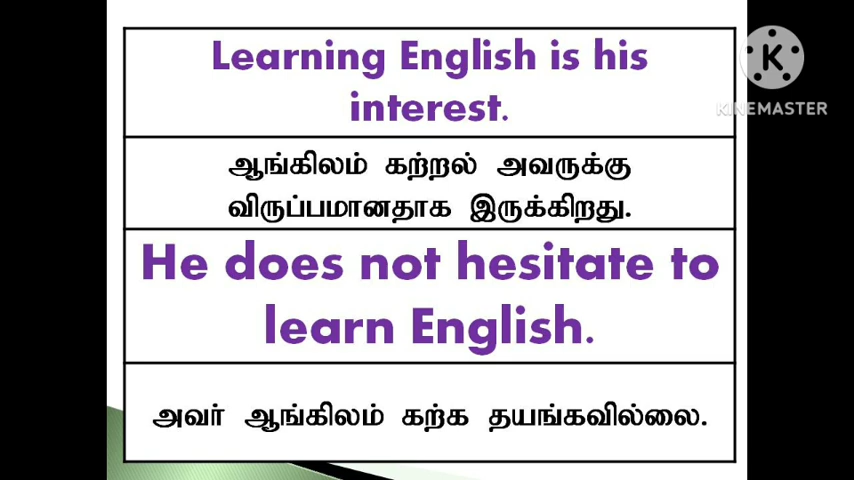 Learning English is his
interest.
ஆங்கிலம் கற்றல் அவருக்கு
விருப்பமானதாக இருக்கிறது.
He does not hesitate to
learn English.
அவர் ஆங்கிலம் கற்க தயங்கவில்லை.
K
KINEMASTER